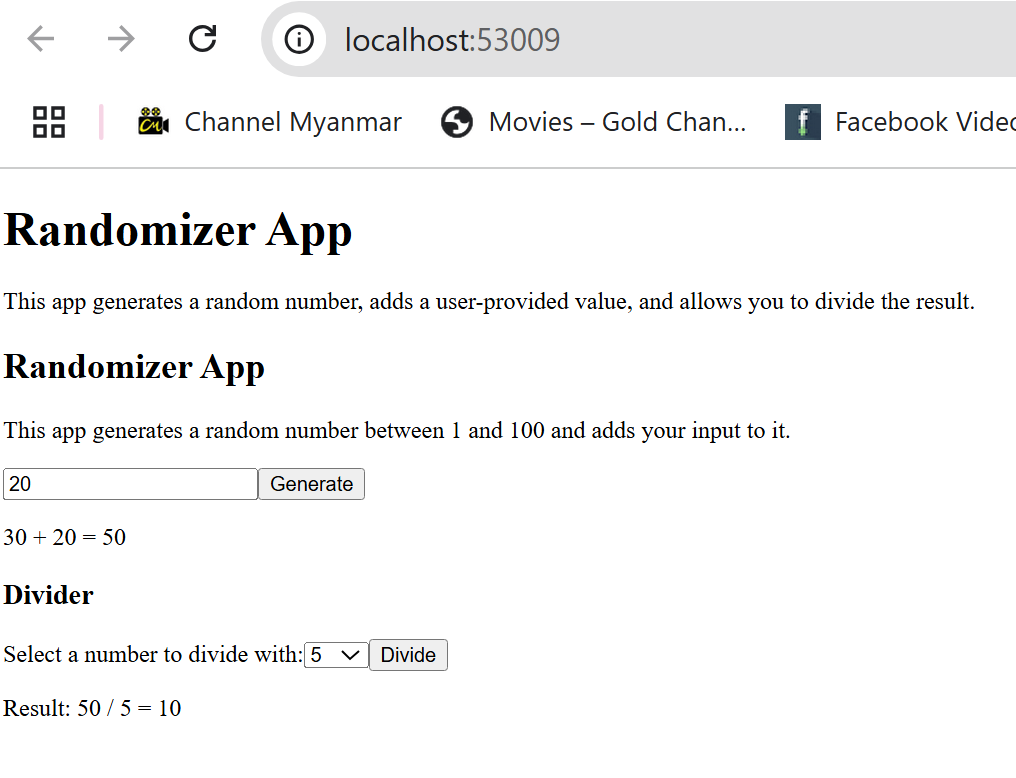 localhost:53009
Channel Myanmar Movies – Gold Chan... Facebook Video
Randomizer App
This app generates a random number, adds a user-provided value, and allows you to divide the result.
Randomizer App
This app generates a random number between 1 and 100 and adds your input to it.
20 Generate
30 + 20 = 50
Divider
Select a number to divide with: 5 Divide
Result: 50 / 5 = 10